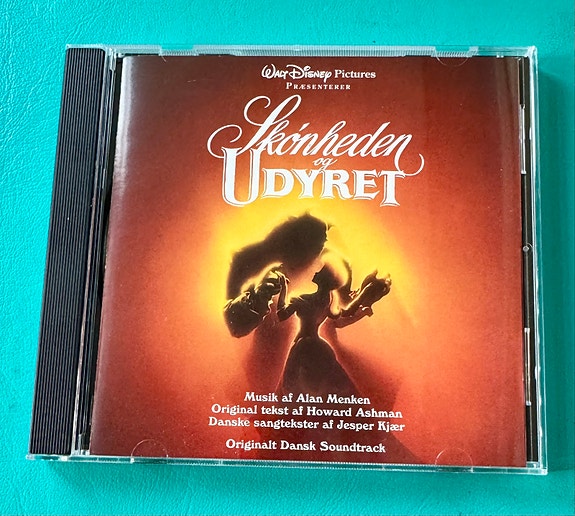 Walt Disney Pictures
Præsenterer
Skønheden
og
Udyret
Musik af Alan Menken
Original tekst af Howard Ashman
Danske sangtekster af Jesper Kjær
Originalt Dansk Soundtrack